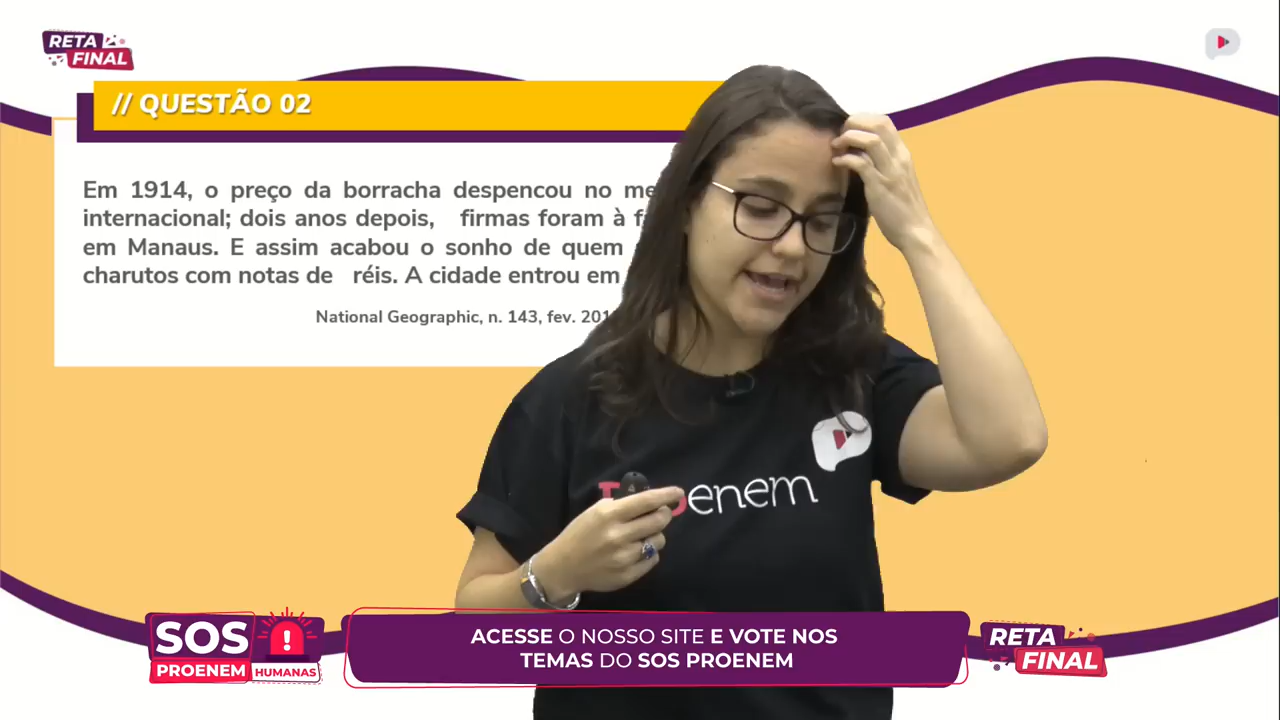 RETA
FINAL
// QUESTÃO 02
Em 1914, o preço da borracha despencou no
internacional; dois anos depois, firmas foram à
em Manaus. E assim acabou o sonho de quem
charutos com notas de réis. A cidade entrou em
National Geographic, n. 143, fev.
enem
SOS
PROENEM
HUMANAS
ACESSE O NOSSO SITE E VOTE NOS
TEMAS DO SOS PROENEM
RETA
FINAL